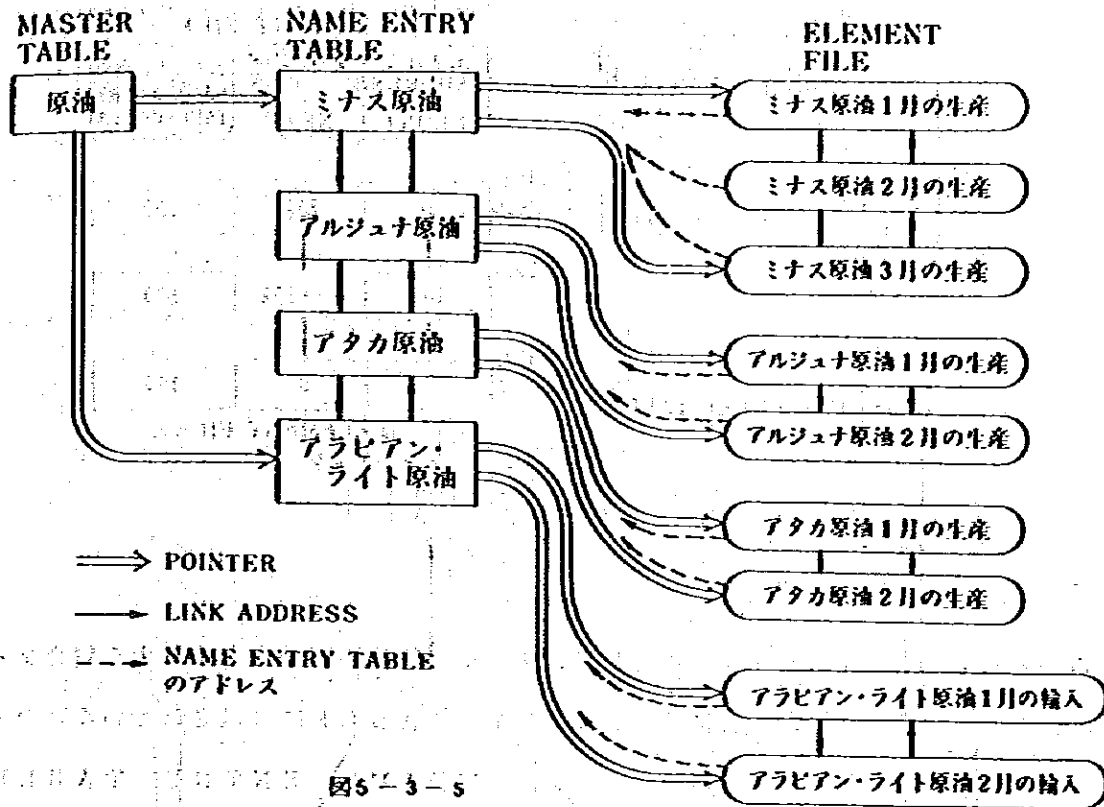 MASTER
TABLE
NAME ENTRY
TABLE
ELEMENT
FILE
原油
ミナス原油
アルジュナ原油
アタカ原油
アラビアン・
ライト原油
ミナス原油1月の生産
ミナス原油2月の生産
ミナス原油3月の生産
アルジュナ原油1月の生産
アルジュナ原油2月の生産
アタカ原油1月の生産
アタカ原油2月の生産
アラビアン・ライト原油1月の輸入
アラビアン・ライト原油2月の輸入
POINTER
LINK ADDRESS
NAME ENTRY TABLE
のアドレス
図5-3-5